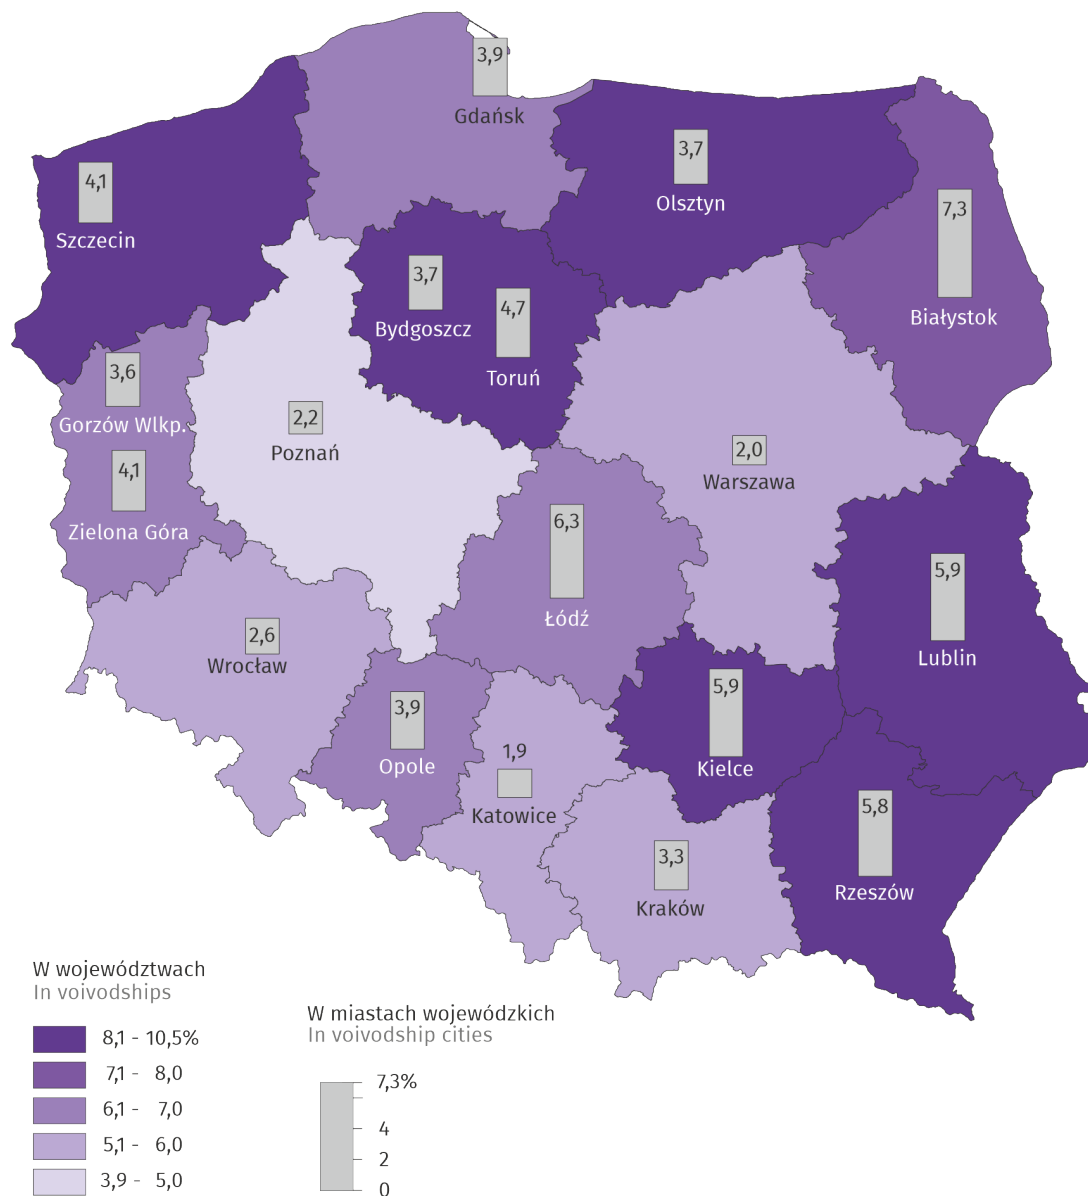 3,9
Gdańsk
3,7
Olsztyn
4,1
Szczecin
7,3
Białystok
3,7
Bydgoszcz
4,7
Toruń
3,6
Gorzów Wlkp.
4,1
Zielona Góra
2,2
Poznań
2,0
Warszawa
6,3
Łódź
5,9
Lublin
2,6
Wrocław
3,9
Opole
1,9
Katowice
5,9
Kielce
3,3
Kraków
5,8
Rzeszów
W województwach
In voivodships
8,1 - 10,5%
7,1 - 8,0
6,1 - 7,0
5,1 - 6,0
3,9 - 5,0
W miastach wojewódzkich
In voivodship cities
7,3%
4
2
0